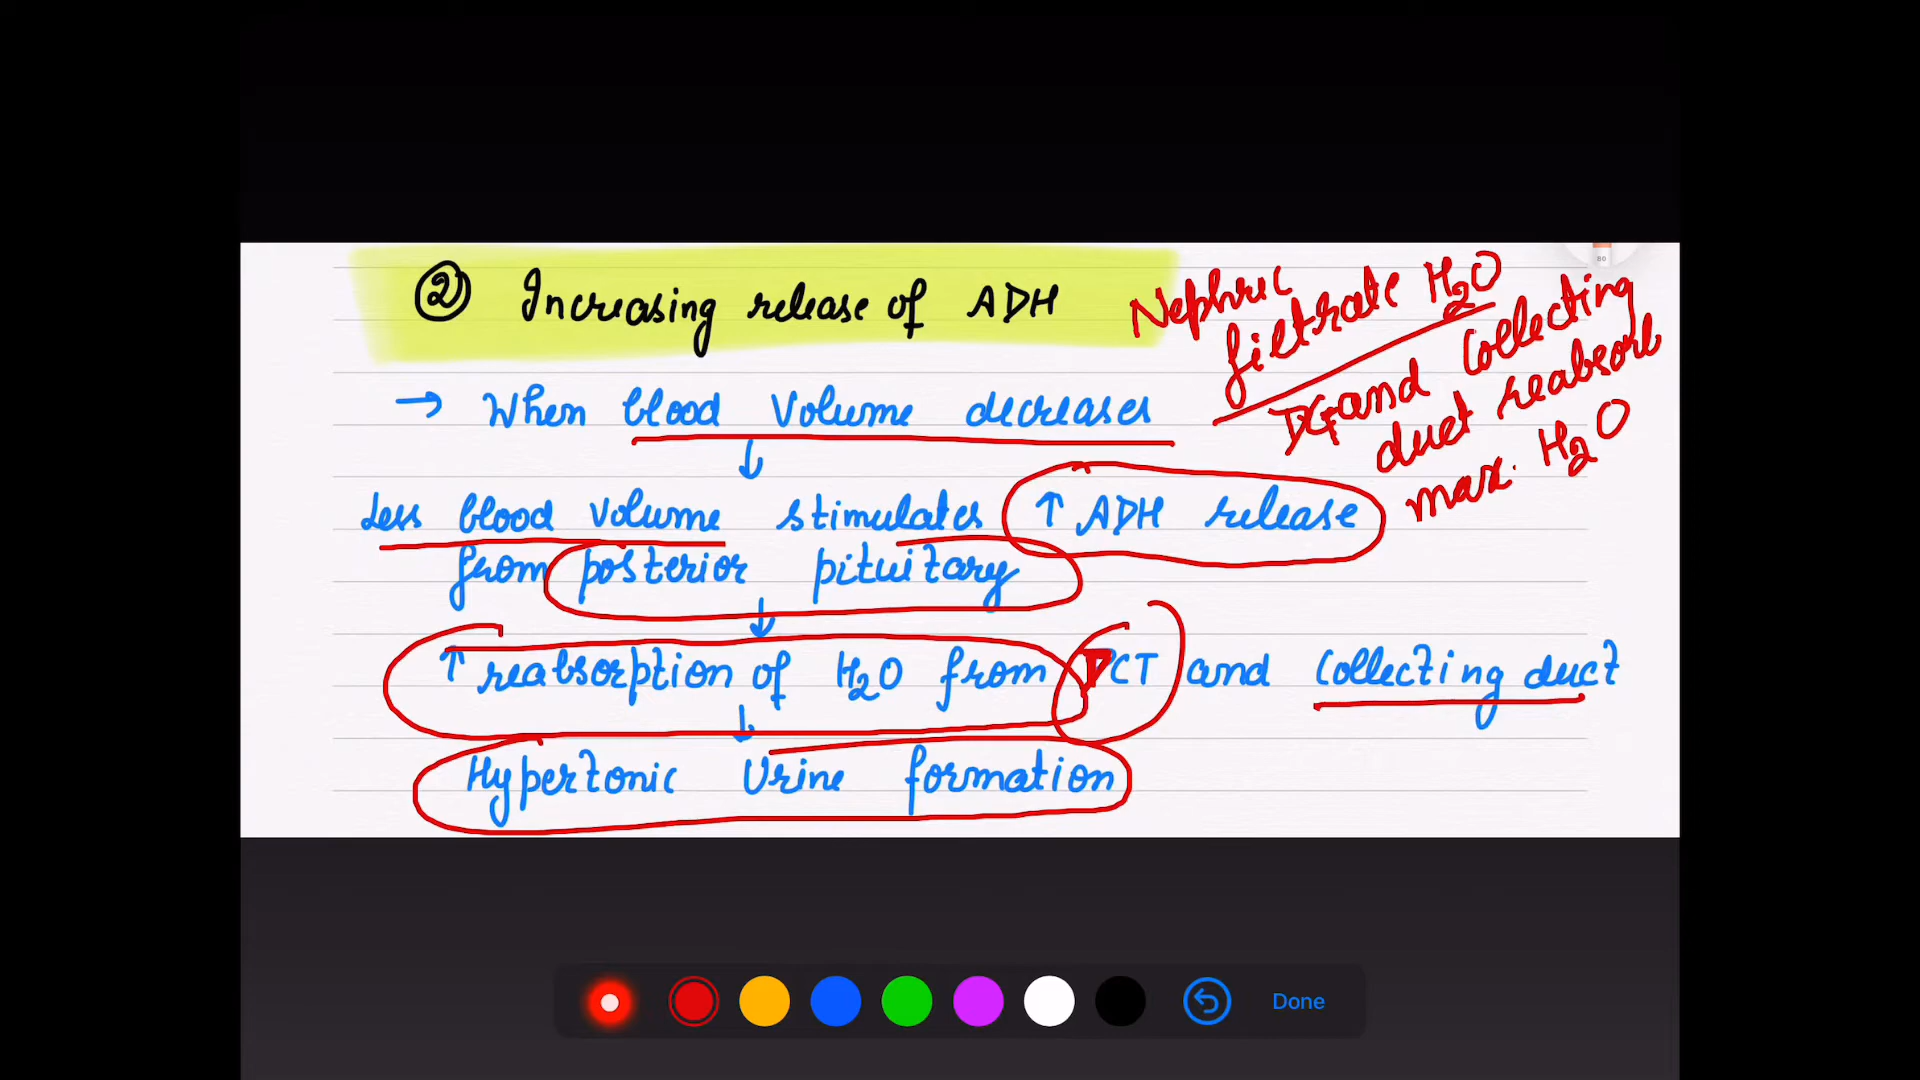 ② Increasing release of ADH
Nephric
filtrate H₂O
DCT and Collecting
duct reabsorb
max. H₂O
→ When blood volume decreases
↓
Less blood volume stimulates ↑ ADH release
from posterior pituitary
↓
↑ reabsorption of H₂O from DCT and Collecting duct
↓
Hypertonic Urine formation
80
Done